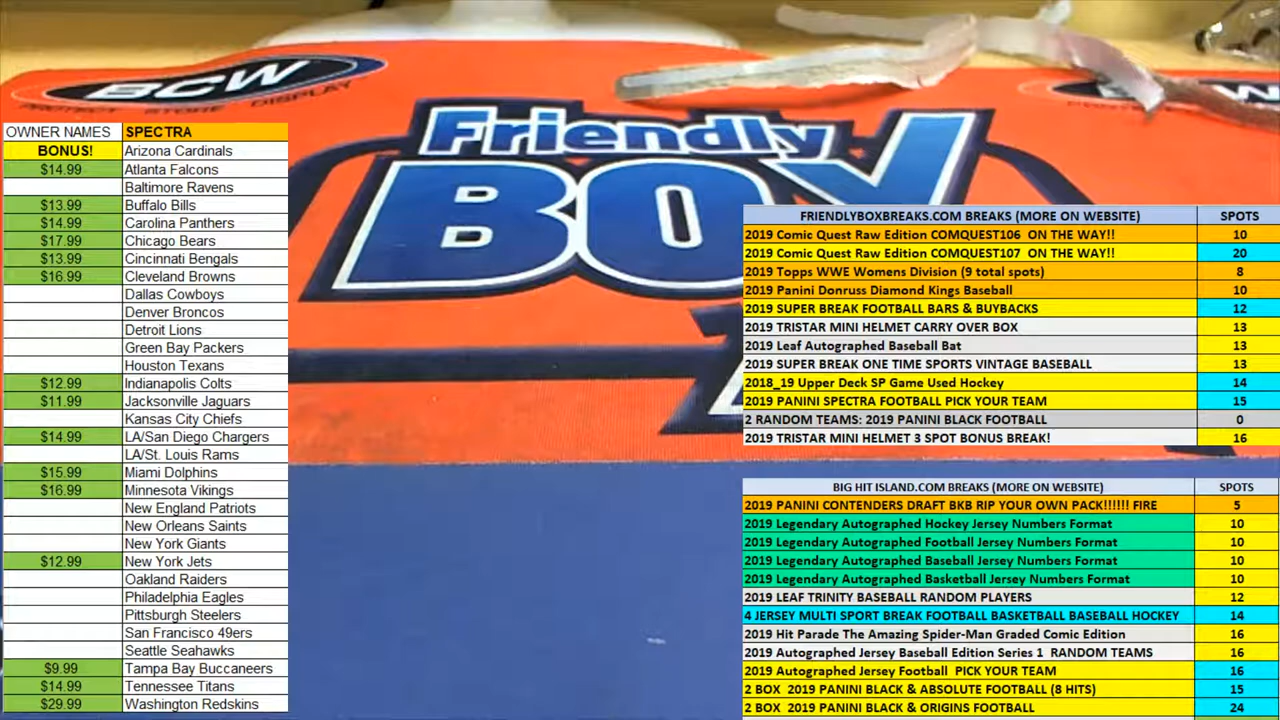 BCW
PROTECT STORE DISPLAY
Friendly
BOX
OWNER NAMES SPECTRA
BONUS! Arizona Cardinals
$14.99 Atlanta Falcons
Baltimore Ravens
$13.99 Buffalo Bills
$14.99 Carolina Panthers
$17.99 Chicago Bears
$13.99 Cincinnati Bengals
$16.99 Cleveland Browns
Dallas Cowboys
Denver Broncos
Detroit Lions
Green Bay Packers
Houston Texans
$12.99 Indianapolis Colts
$11.99 Jacksonville Jaguars
Kansas City Chiefs
$14.99 LA/San Diego Chargers
LA/St. Louis Rams
$15.99 Miami Dolphins
$16.99 Minnesota Vikings
New England Patriots
New Orleans Saints
New York Giants
$12.99 New York Jets
Oakland Raiders
Philadelphia Eagles
Pittsburgh Steelers
San Francisco 49ers
Seattle Seahawks
$9.99 Tampa Bay Buccaneers
$14.99 Tennessee Titans
$29.99 Washington Redskins
FRIENDLYBOXBREAKS.COM BREAKS (MORE ON WEBSITE) SPOTS
2019 Comic Quest Raw Edition COMQUEST106 ON THE WAY!! 10
2019 Comic Quest Raw Edition COMQUEST107 ON THE WAY!! 20
2019 Topps WWE Womens Division (9 total spots) 8
2019 Panini Donruss Diamond Kings Baseball 10
2019 SUPER BREAK FOOTBALL BARS & BUYBACKS 12
2019 TRISTAR MINI HELMET CARRY OVER BOX 13
2019 Leaf Autographed Baseball Bat 13
2019 SUPER BREAK ONE TIME SPORTS VINTAGE BASEBALL 13
2018_19 Upper Deck SP Game Used Hockey 14
2019 PANINI SPECTRA FOOTBALL PICK YOUR TEAM 15
2 RANDOM TEAMS: 2019 PANINI BLACK FOOTBALL 0
2019 TRISTAR MINI HELMET 3 SPOT BONUS BREAK! 16
BIG HIT ISLAND.COM BREAKS (MORE ON WEBSITE) SPOTS
2019 PANINI CONTENDERS DRAFT BKB RIP YOUR OWN PACK!!!!!! FIRE 5
2019 Legendary Autographed Hockey Jersey Numbers Format 10
2019 Legendary Autographed Football Jersey Numbers Format 10
2019 Legendary Autographed Baseball Jersey Numbers Format 10
2019 Legendary Autographed Basketball Jersey Numbers Format 10
2019 LEAF TRINITY BASEBALL RANDOM PLAYERS 12
4 JERSEY MULTI SPORT BREAK FOOTBALL BASKETBALL BASEBALL HOCKEY 14
2019 Hit Parade The Amazing Spider-Man Graded Comic Edition 16
2019 Autographed Jersey Baseball Edition Series 1 RANDOM TEAMS 16
2019 Autographed Jersey Football PICK YOUR TEAM 16
2 BOX 2019 PANINI BLACK & ABSOLUTE FOOTBALL (8 HITS) 15
2 BOX 2019 PANINI BLACK & ORIGINS FOOTBALL 24